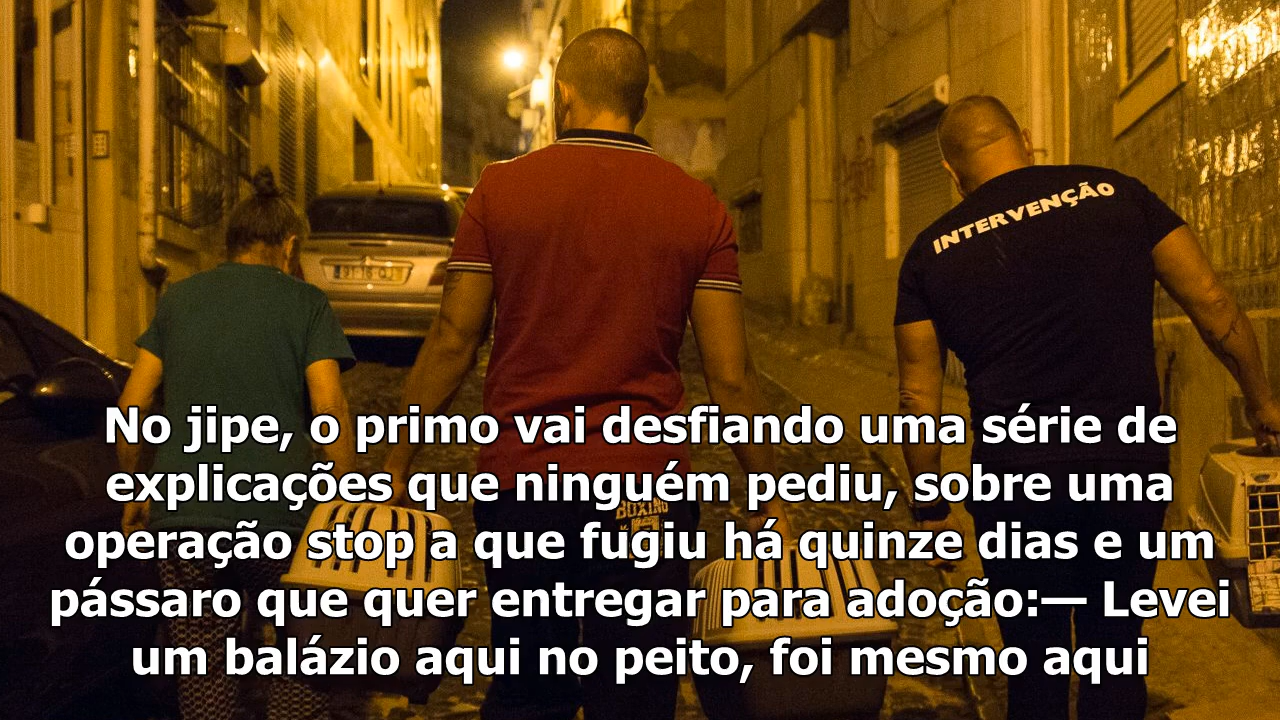 INTERVENÇÃO
No jipe, o primo vai desfiando uma série de
explicações que ninguém pediu, sobre uma
BOXING
operação stop a que fugiu há quinze dias e um
pássaro que quer entregar para adoção:— Levei
um balázio aqui no peito, foi mesmo aqui